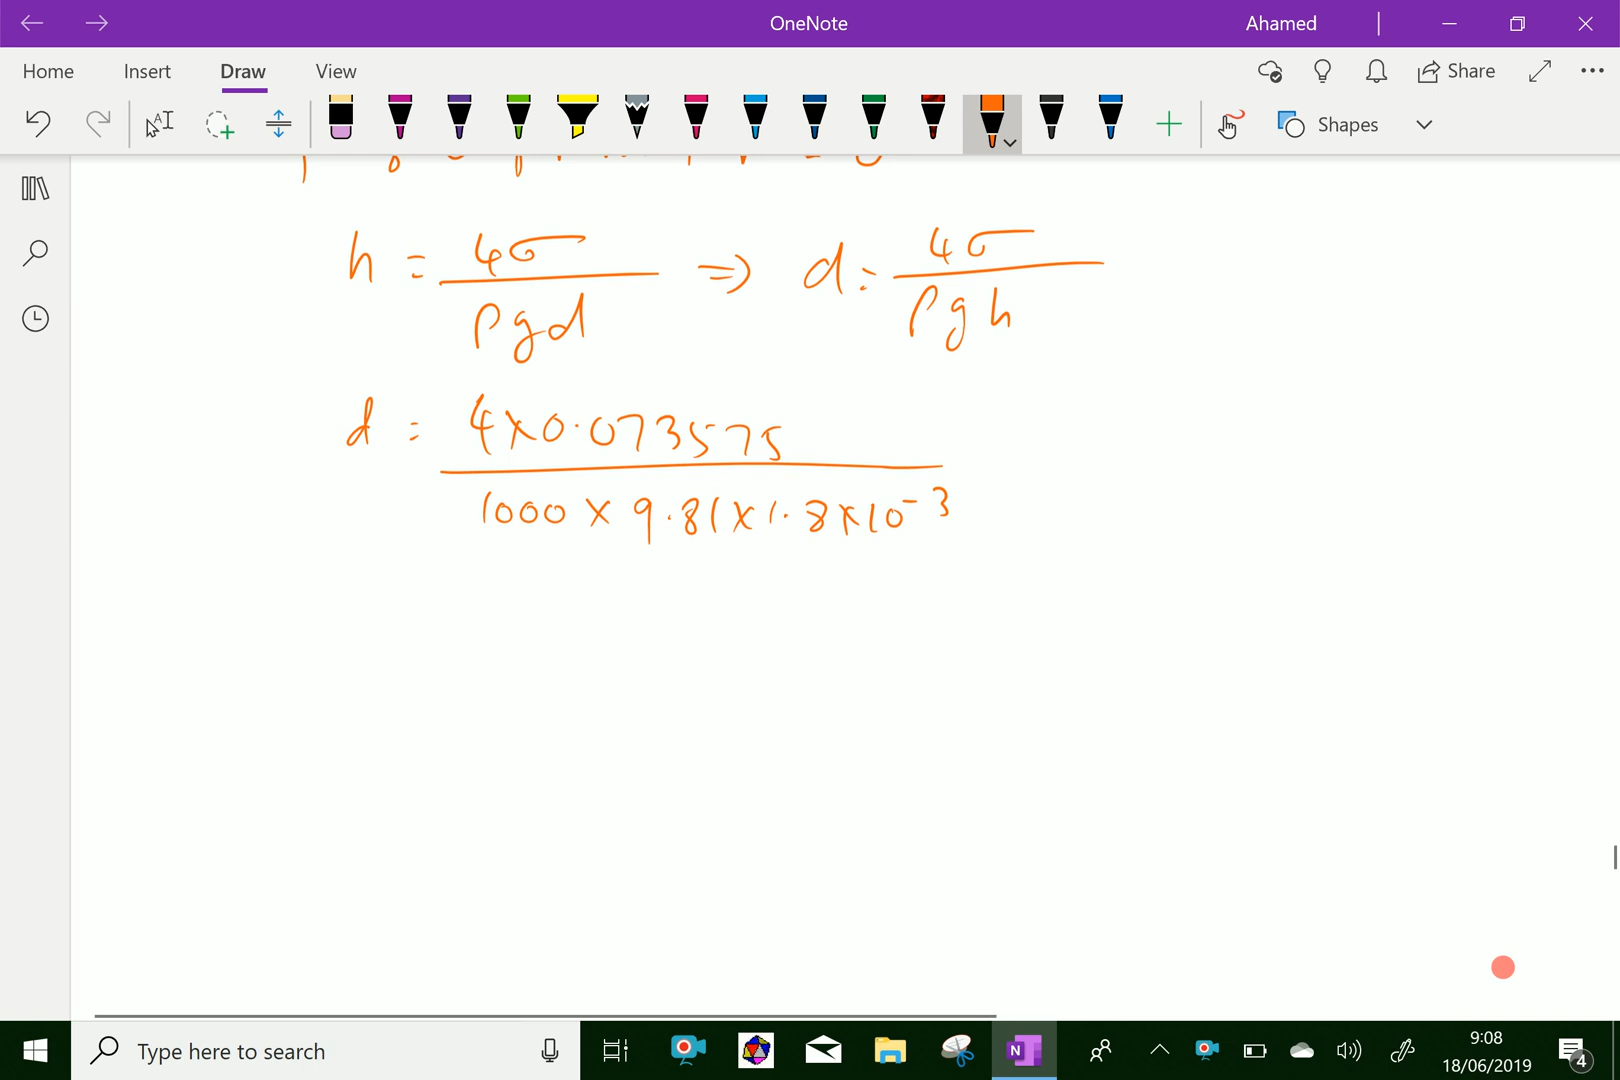 OneNote
Ahamed
Home Insert Draw View
Share
Shapes
h = 4σ / ρgd ⇒ d = 4σ / ρgh
d = 4×0.073575
1000 × 9.81×1.8×10⁻³
Type here to search
N
9:08
18/06/2019
4